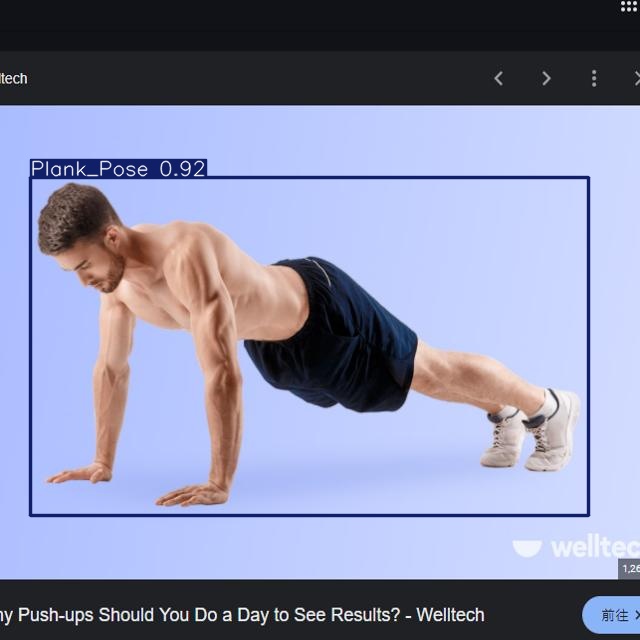 ltech
Plank_Pose 0.92
welltec
1,26
ny Push-ups Should You Do a Day to See Results? - Welltech
前往